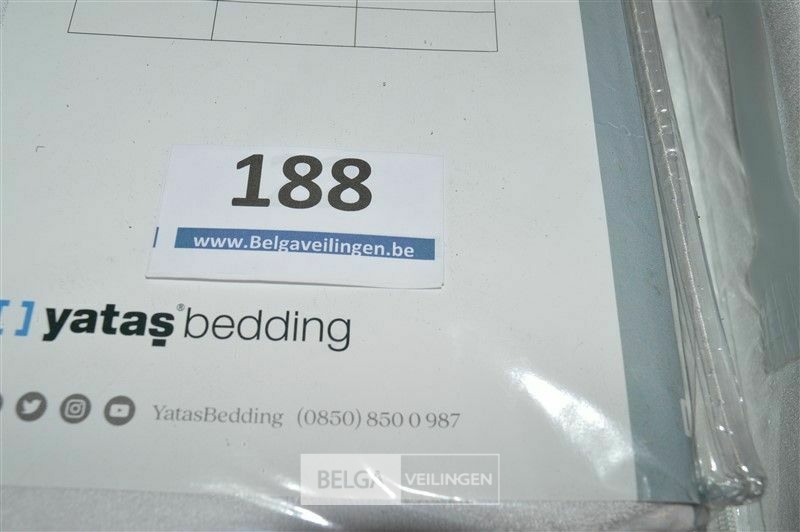 188
www.Belgaveilingen.be
[ ] yataş® bedding
YatasBedding (0850) 850 0 987
BELGA VEILINGEN